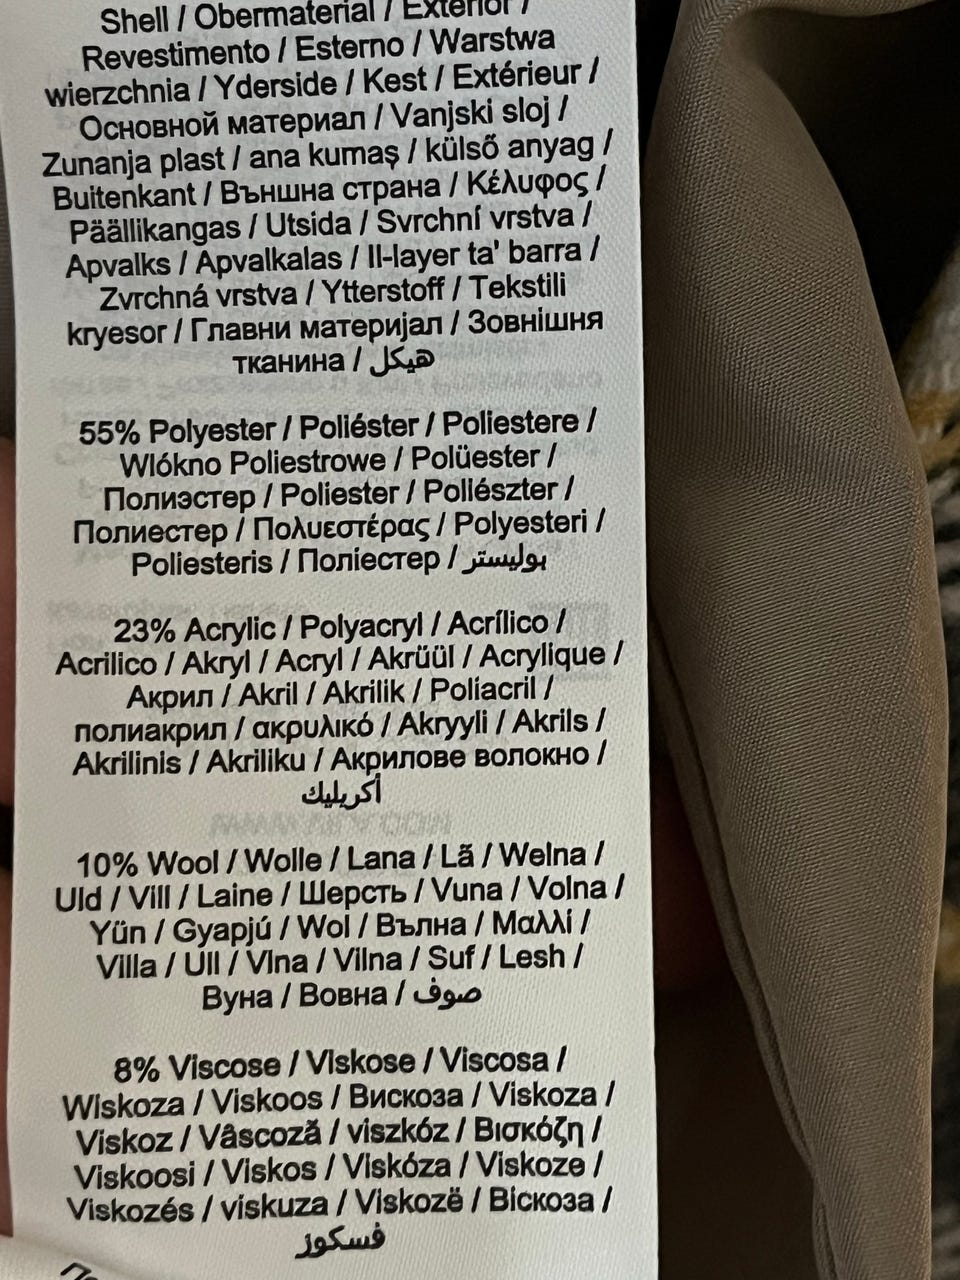 Shell / Obermaterial / Exterior /
Revestimento / Esterno / Warstwa
wierzchnia / Yderside / Kest / Extérieur /
Основной материал / Vanjski sloj /
Zunanja plast / ana kumaş / külső anyag /
Buitenkant / Външна страна / Κέλυφος /
Päällikangas / Utsida / Svrchní vrstva /
Apvalks / Apvalkalas / Il-layer ta' barra /
Zvrchná vrstva / Ytterstoff / Tekstili
kryesor / Главни материјал / Зовнішня
тканина / هيكل
55% Polyester / Poliéster / Poliestere /
Wlókno Poliestrowe / Polüester /
Полиэстер / Poliester / Poliészter /
Полиестер / Πολυεστέρας / Polyesteri /
Poliesteris / Поліестер / بوليستر
23% Acrylic / Polyacryl / Acrílico /
Acrilico / Akryl / Acryl / Akrüül / Acrylique /
Акрил / Akril / Akrilik / Poliacril /
полиакрил / ακρυλικό / Akryyli / Akrils /
Akrilinis / Akriliku / Акрилове волокно /
أكريليك
10% Wool / Wolle / Lana / Lã / Welna /
Uld / Vill / Laine / Шерсть / Vuna / Volna /
Yün / Gyapjú / Wol / Вълна / Μαλλί /
Villa / Ull / Vlna / Vilna / Suf / Lesh /
Вуна / Вовна / صوف
8% Viscose / Viskose / Viscosa /
Wiskoza / Viskoos / Вискоза / Viskoza /
Viskoz / Vâscoză / viszkóz / Βισκόζη /
Viskoosi / Viskos / Viskóza / Viskoze /
Viskozés / viskuza / Viskozë / Віскоза /
فسكوز